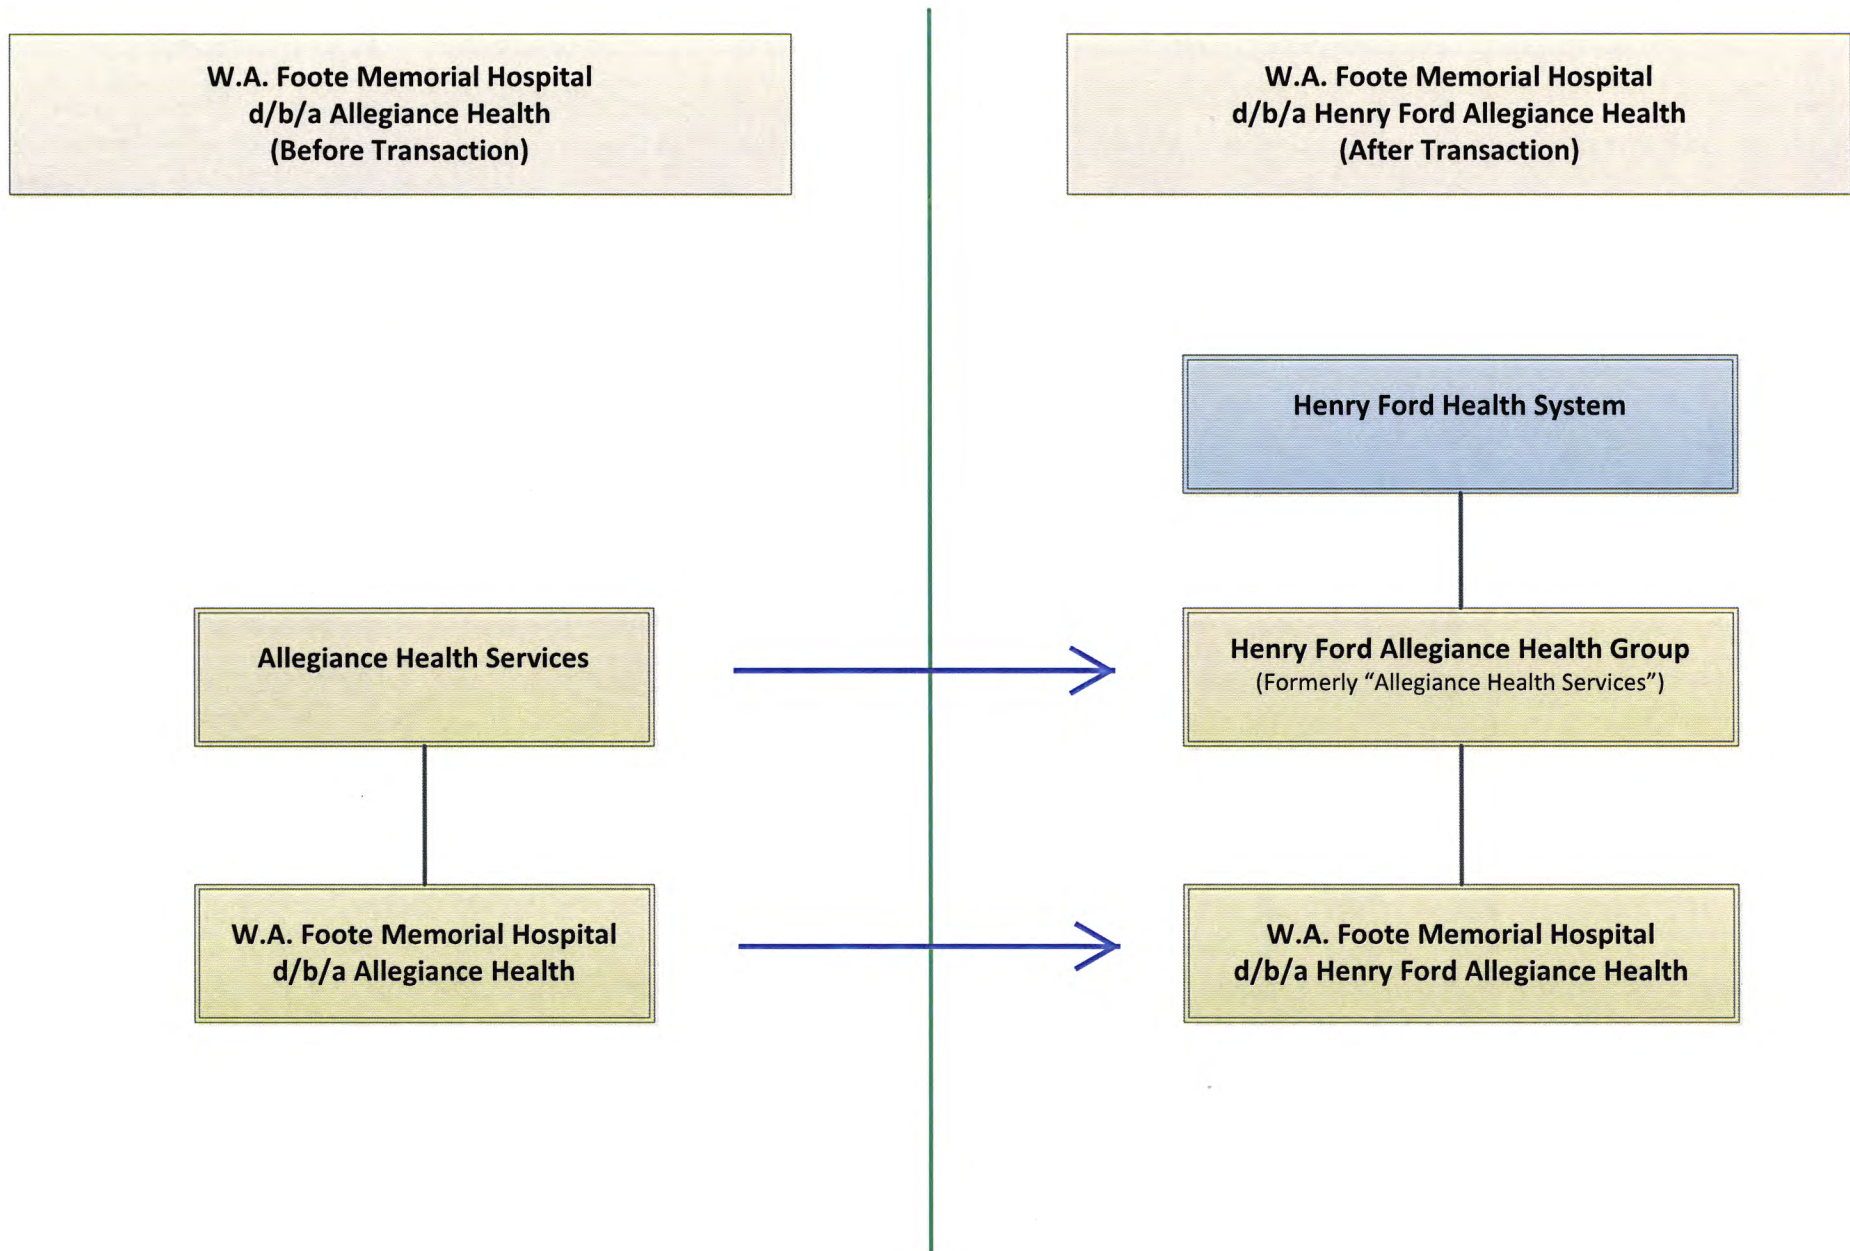 W.A. Foote Memorial Hospital
d/b/a Allegiance Health
(Before Transaction)
W.A. Foote Memorial Hospital
d/b/a Henry Ford Allegiance Health
(After Transaction)
Henry Ford Health System
Allegiance Health Services
Henry Ford Allegiance Health Group
(Formerly “Allegiance Health Services”)
W.A. Foote Memorial Hospital
d/b/a Allegiance Health
W.A. Foote Memorial Hospital
d/b/a Henry Ford Allegiance Health